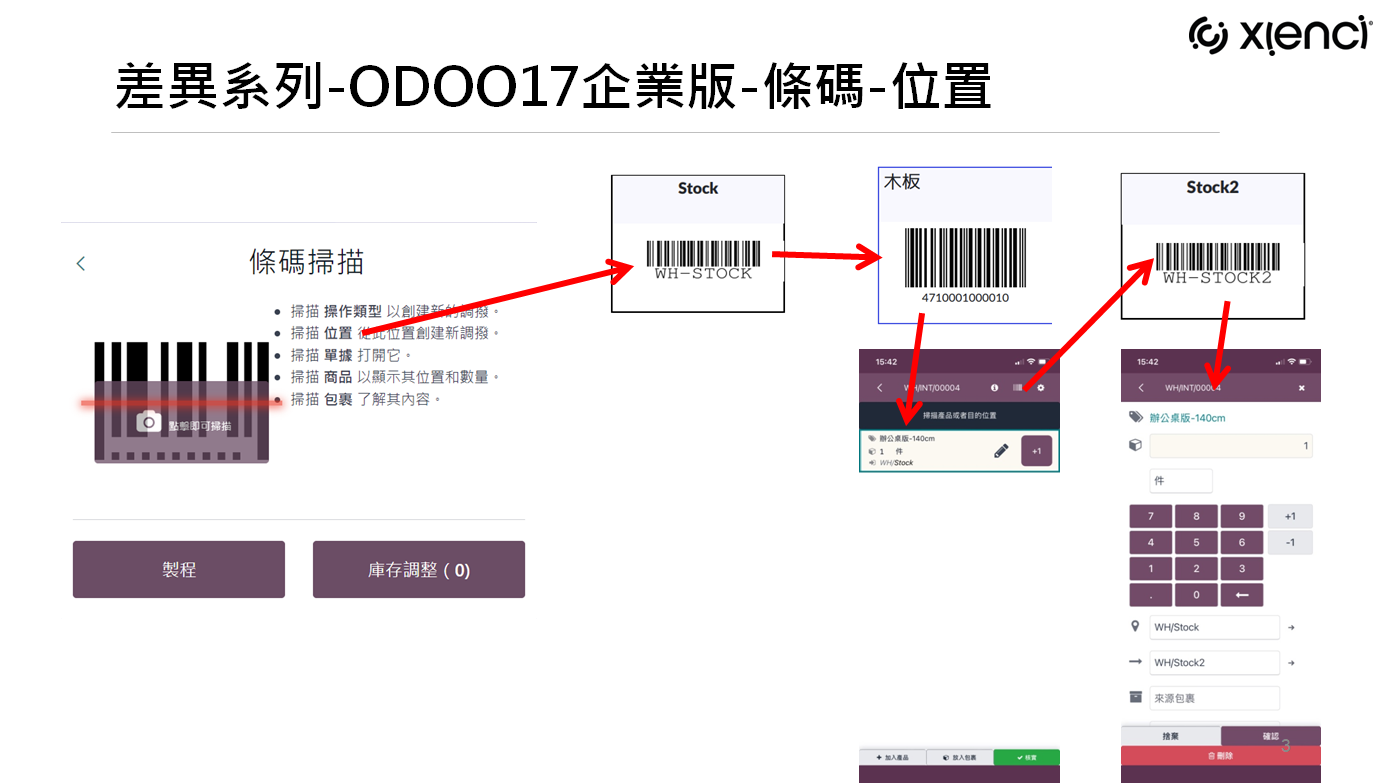 xienci
差異系列-ODOO17企業版-條碼-位置
條碼掃描
掃描 操作類型 以創建新的調撥。
掃描 位置 從此位置創建新調撥。
掃描 單據 打開它。
掃描 商品 以顯示其位置和數量。
掃描 包裹 了解其內容。
點擊即可掃描
製程
庫存調整 ( 0)
Stock
WH-STOCK
木板
4710001000010
Stock2
WH-STOCK2
15:42
WH/INT/00004
掃描產品或者目的位置
辦公桌版-140cm
1 件
+1
WH/Stock
+ 加入產品
放入包裹
核實
15:42
WH/INT/00004
辦公桌版-140cm
1
件
7 8 9 +1
4 5 6 -1
1 2 3
. 0
WH/Stock
WH/Stock2
來源包裹
捨棄
確認
刪除
3